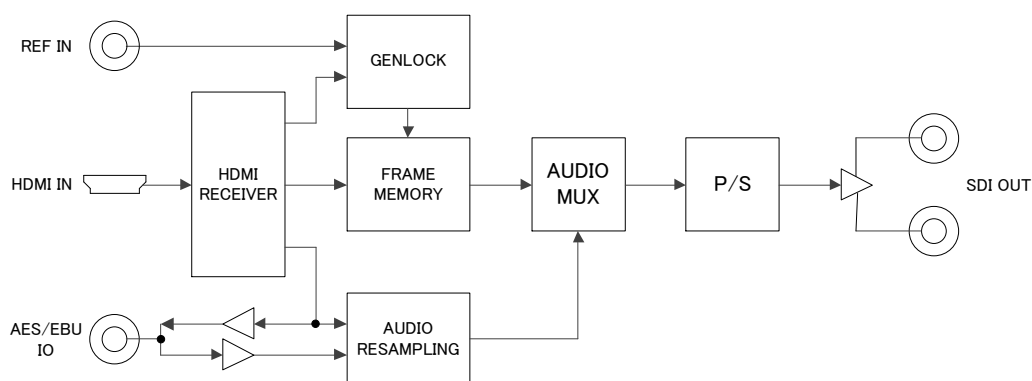 REF IN
GENLOCK
HDMI IN
HDMI
RECEIVER
FRAME
MEMORY
AUDIO
MUX
P/S
SDI OUT
AES/EBU
IO
AUDIO
RESAMPLING